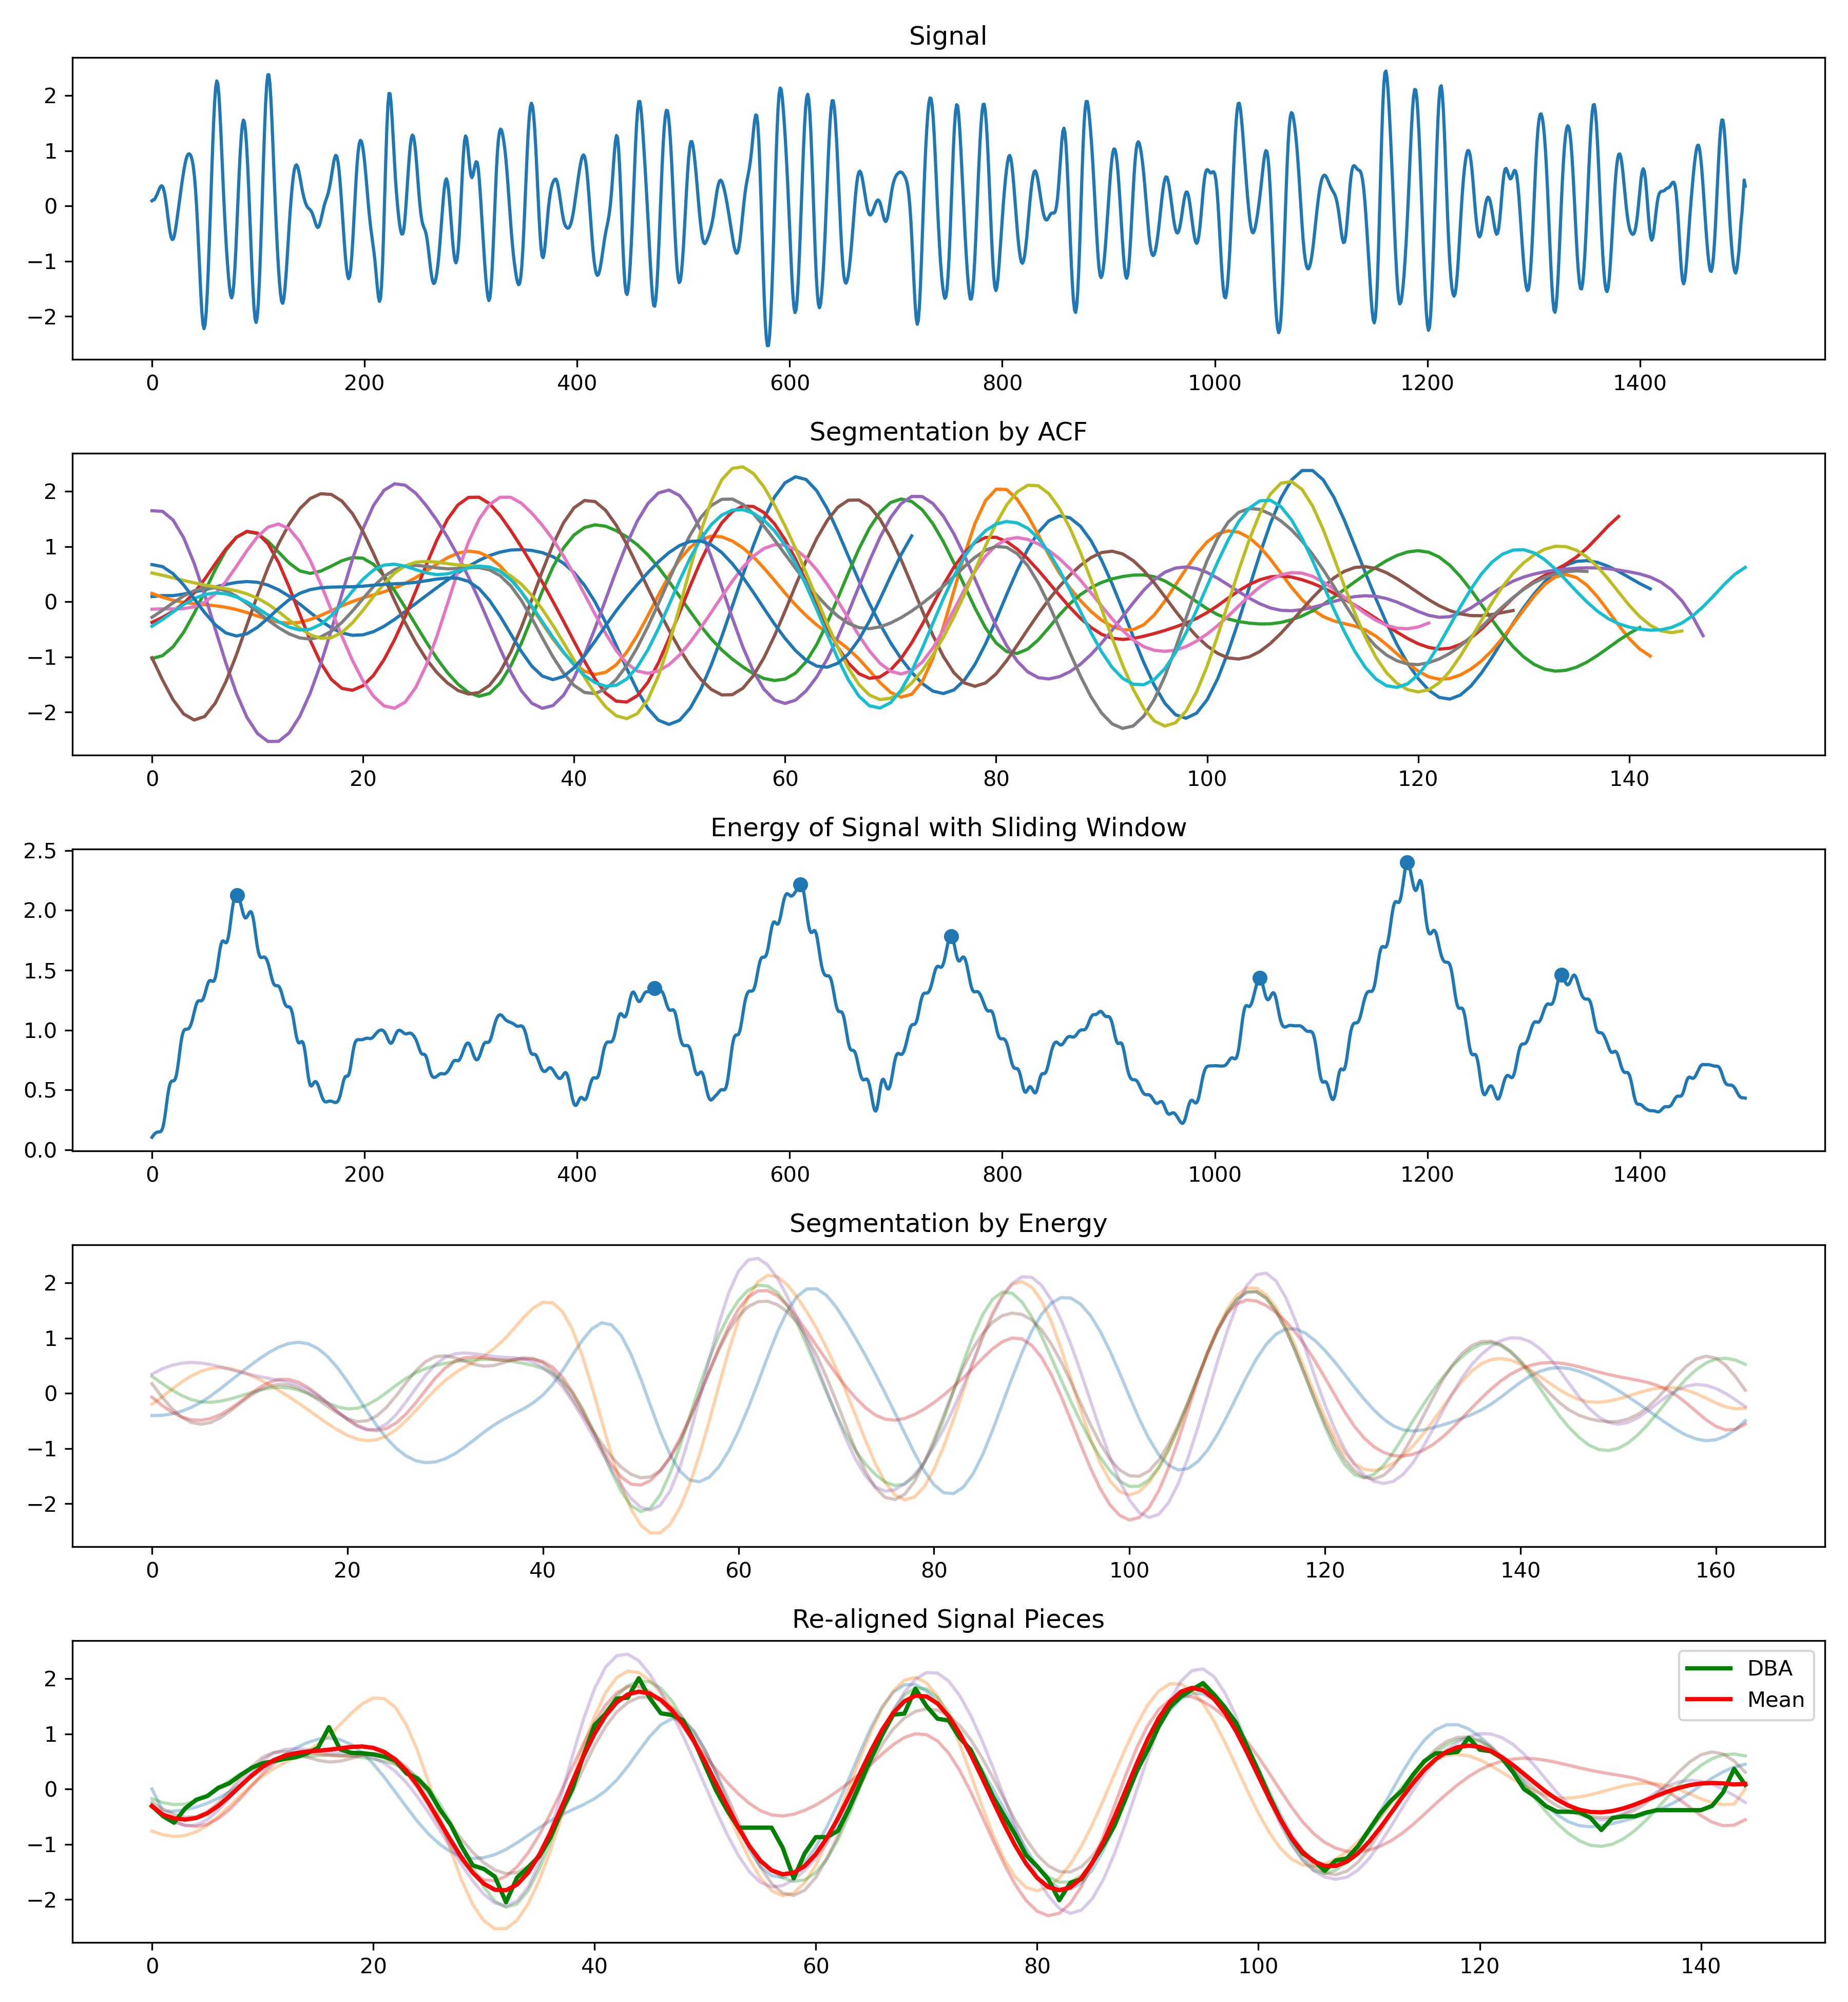 Signal
2
1
0
−1
−2
0 200 400 600 800 1000 1200 1400
Segmentation by ACF
2
1
0
−1
−2
0 20 40 60 80 100 120 140
Energy of Signal with Sliding Window
2.5
2.0
1.5
1.0
0.5
0.0
0 200 400 600 800 1000 1200 1400
Segmentation by Energy
2
1
0
−1
−2
0 20 40 60 80 100 120 140 160
Re-aligned Signal Pieces
DBA
Mean
2
1
0
−1
−2
0 20 40 60 80 100 120 140